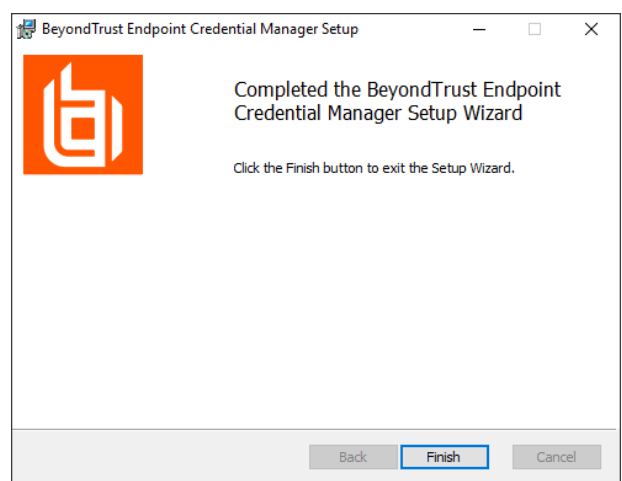 BeyondTrust Endpoint Credential Manager Setup
Completed the BeyondTrust Endpoint
Credential Manager Setup Wizard
Click the Finish button to exit the Setup Wizard.
Back Finish Cancel